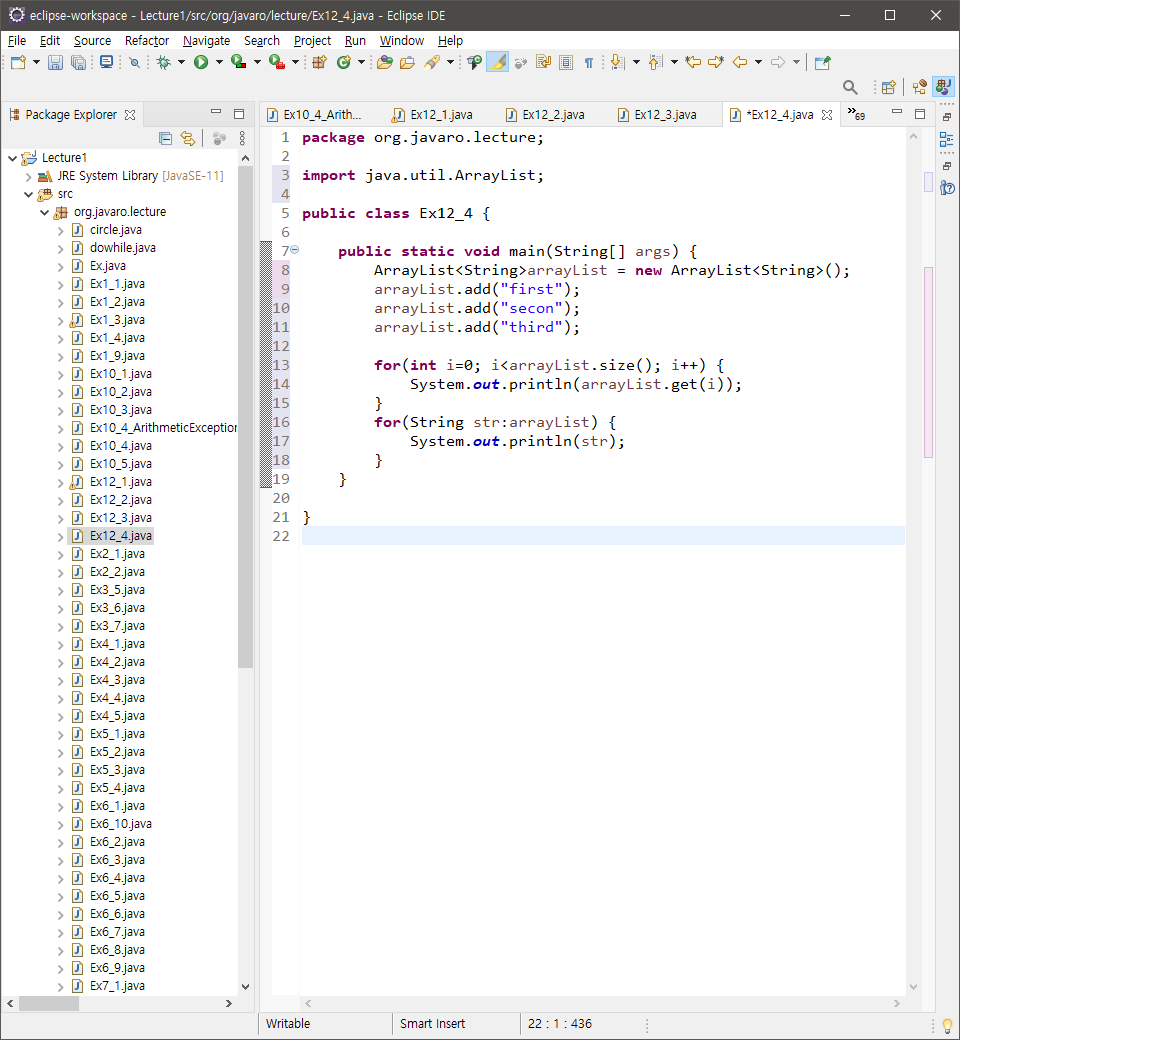 eclipse-workspace - Lecture1/src/org/javaro/lecture/Ex12_4.java - Eclipse IDE
File Edit Source Refactor Navigate Search Project Run Window Help
Package Explorer
Lecture1
JRE System Library [JavaSE-11]
src
org.javaro.lecture
circle.java
dowhile.java
Ex.java
Ex1_1.java
Ex1_2.java
Ex1_3.java
Ex1_4.java
Ex1_9.java
Ex10_1.java
Ex10_2.java
Ex10_3.java
Ex10_4_ArithmeticException
Ex10_4.java
Ex10_5.java
Ex12_1.java
Ex12_2.java
Ex12_3.java
Ex12_4.java
Ex2_1.java
Ex2_2.java
Ex3_5.java
Ex3_6.java
Ex3_7.java
Ex4_1.java
Ex4_2.java
Ex4_3.java
Ex4_4.java
Ex4_5.java
Ex5_1.java
Ex5_2.java
Ex5_3.java
Ex5_4.java
Ex6_1.java
Ex6_10.java
Ex6_2.java
Ex6_3.java
Ex6_4.java
Ex6_5.java
Ex6_6.java
Ex6_7.java
Ex6_8.java
Ex6_9.java
Ex7_1.java
Ex10_4_Arith... Ex12_1.java Ex12_2.java Ex12_3.java *Ex12_4.java »69
1 package org.javaro.lecture;
2
3 import java.util.ArrayList;
4
5 public class Ex12_4 {
6
7 public static void main(String[] args) {
8 ArrayList<String>arrayList = new ArrayList<String>();
9 arrayList.add("first");
10 arrayList.add("secon");
11 arrayList.add("third");
12
13 for(int i=0; i<arrayList.size(); i++) {
14 System.out.println(arrayList.get(i));
15 }
16 for(String str:arrayList) {
17 System.out.println(str);
18 }
19 }
20
21 }
22
Writable Smart Insert 22 : 1 : 436